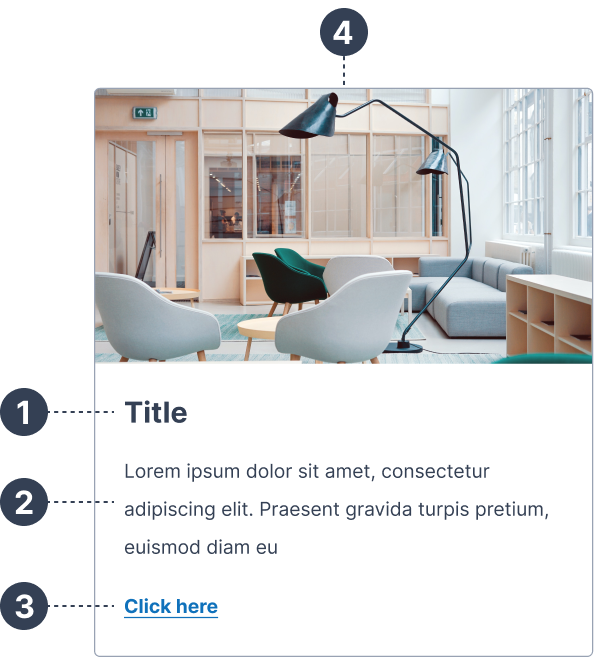 4
1
Title
2
Lorem ipsum dolor sit amet, consectetur
adipiscing elit. Praesent gravida turpis pretium,
euismod diam eu
3
Click here